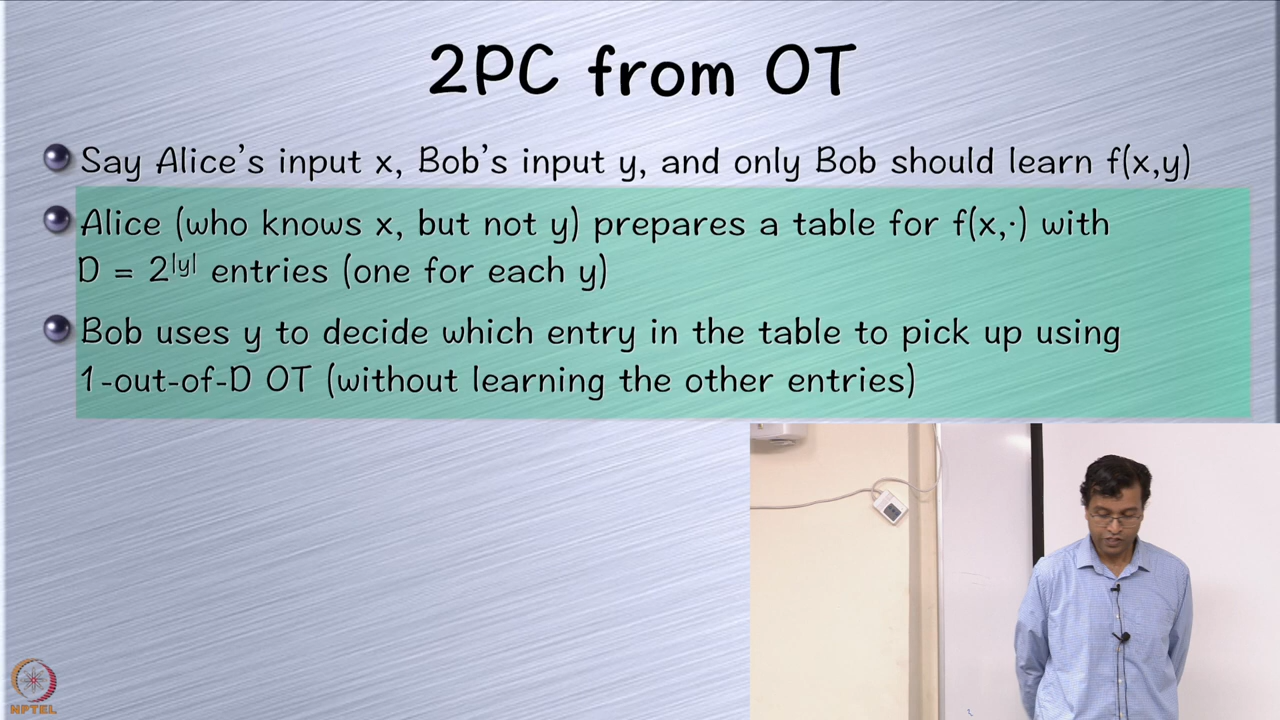 2PC from OT
Say Alice's input x, Bob's input y, and only Bob should learn f(x,y)
Alice (who knows x, but not y) prepares a table for f(x,·) with
D = 2^|y| entries (one for each y)
Bob uses y to decide which entry in the table to pick up using
1-out-of-D OT (without learning the other entries)
NPTEL